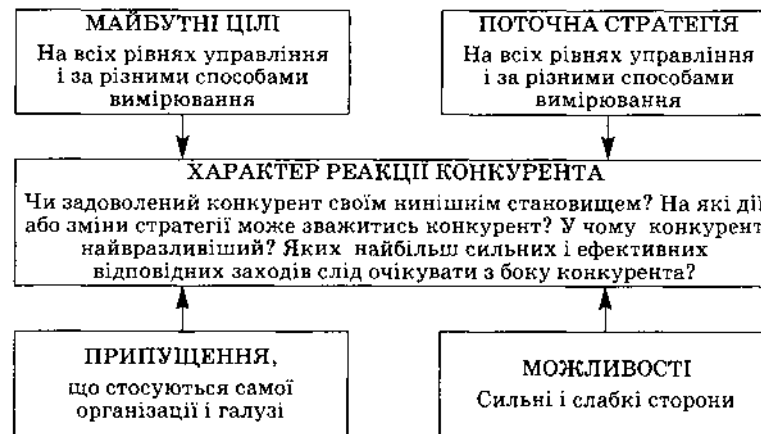 МАЙБУТНІ ЦІЛІ
На всіх рівнях управління
і за різними способами
вимірювання
ПОТОЧНА СТРАТЕГІЯ
На всіх рівнях управління
і за різними способами
вимірювання
ХАРАКТЕР РЕАКЦІЇ КОНКУРЕНТА
Чи задоволений конкурент своїм нинішнім становищем? На які дії
або зміни стратегії може зважитись конкурент? У чому конкурент
найвразливіший? Яких найбільш сильних і ефективних
відповідних заходів слід очікувати з боку конкурента?
ПРИПУЩЕННЯ,
що стосуються самої
організації і галузі
МОЖЛИВОСТІ
Сильні і слабкі сторони